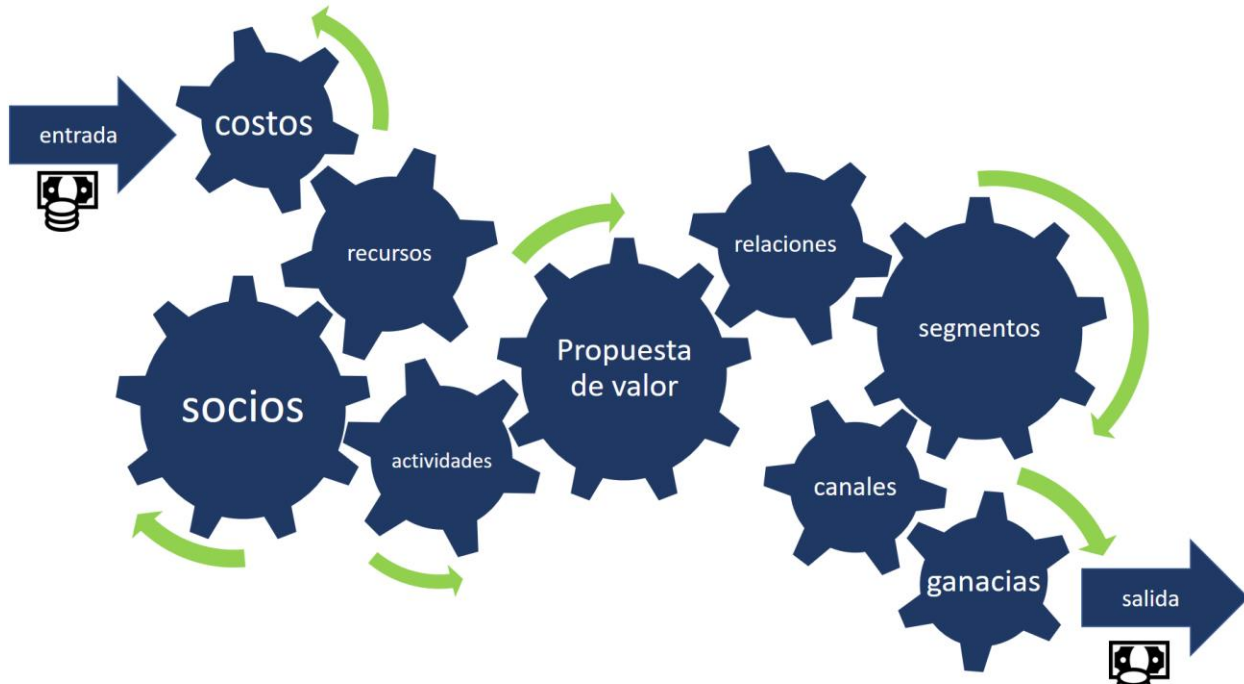 entrada
costos
recursos
relaciones
segmentos
Propuesta
de valor
socios
actividades
canales
ganacias
salida